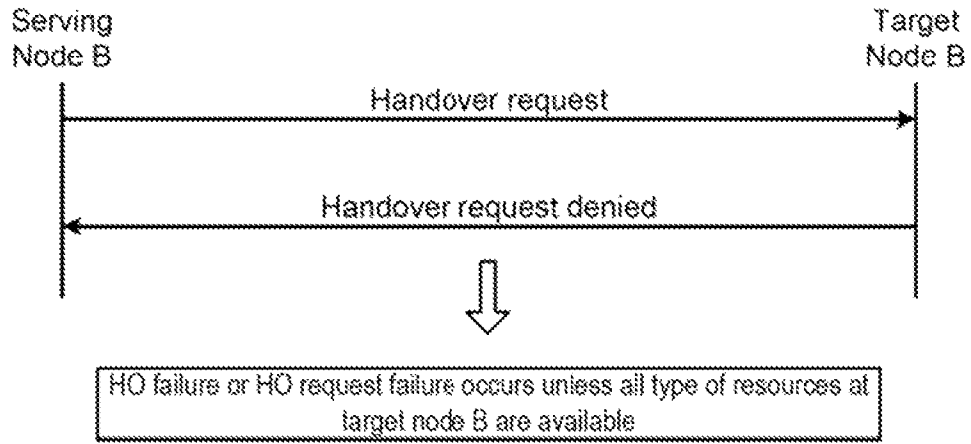 Serving
Node B
Target
Node B
Handover request
Handover request denied
HO failure or HO request failure occurs unless all type of resources at
target node B are available